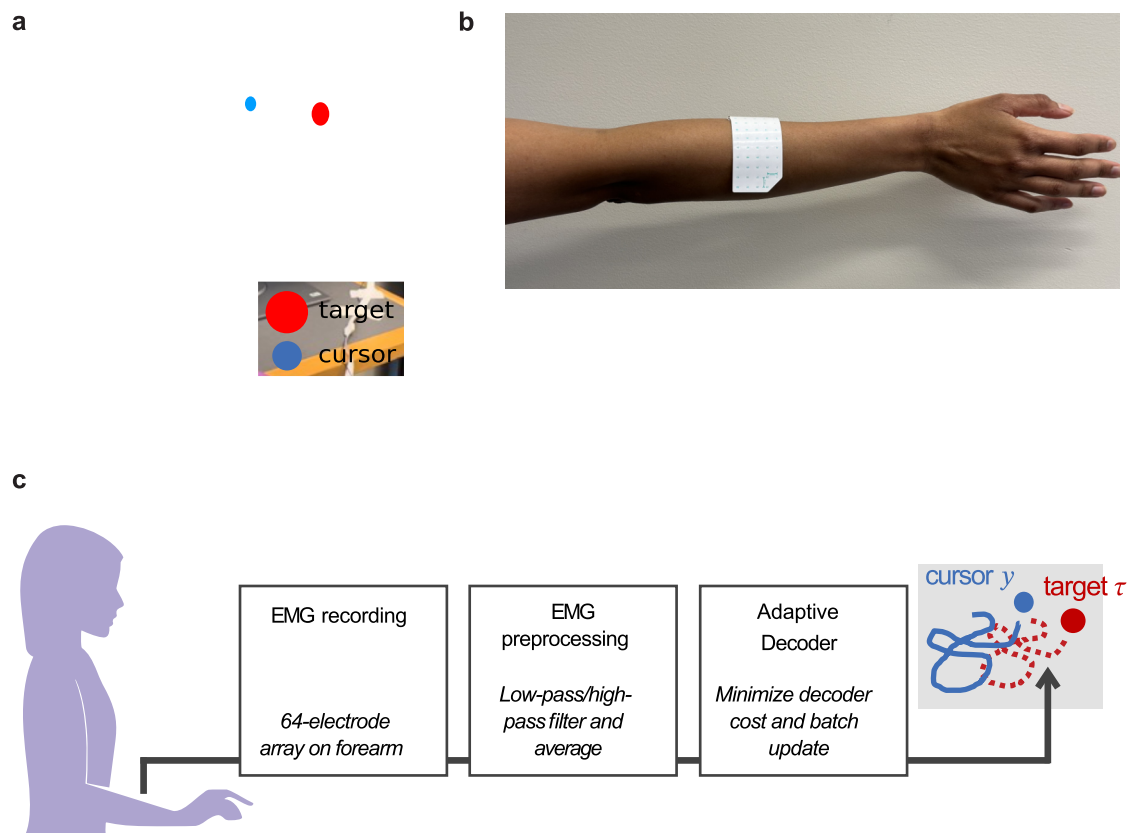 a
b
target
cursor
c
EMG recording
64-electrode
array on forearm
EMG
preprocessing
Low-pass/high-
pass filter and
average
Adaptive
Decoder
Minimize decoder
cost and batch
update
cursor y
target τ